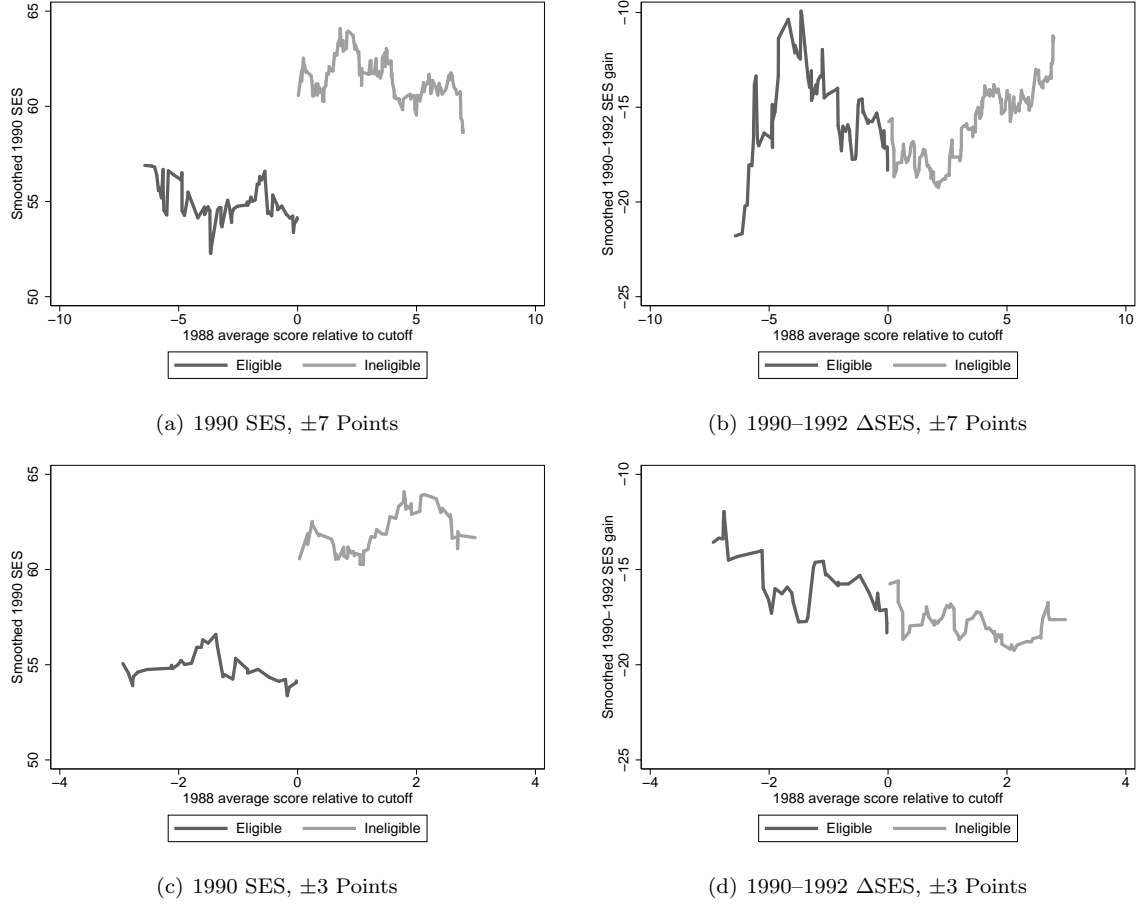 Smoothed 1990 SES
65
60
55
50
−10
−5
0
5
10
1988 average score relative to cutoff
Eligible
Ineligible
(a) 1990 SES, ±7 Points
Smoothed 1990−1992 SES gain
−10
−15
−20
−25
−10
−5
0
5
10
1988 average score relative to cutoff
Eligible
Ineligible
(b) 1990–1992 ΔSES, ±7 Points
Smoothed 1990 SES
65
60
55
50
−4
−2
0
2
4
1988 average score relative to cutoff
Eligible
Ineligible
(c) 1990 SES, ±3 Points
Smoothed 1990−1992 SES gain
−10
−15
−20
−25
−4
−2
0
2
4
1988 average score relative to cutoff
Eligible
Ineligible
(d) 1990–1992 ΔSES, ±3 Points